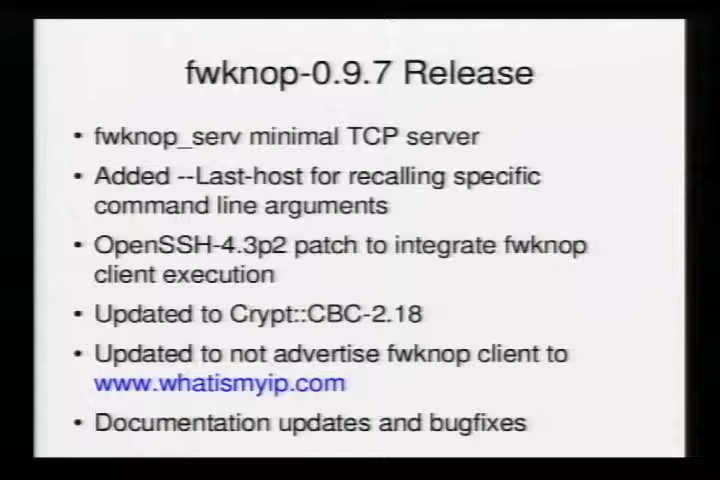 fwknop-0.9.7 Release
• fwknop_serv minimal TCP server
• Added --Last-host for recalling specific
command line arguments
• OpenSSH-4.3p2 patch to integrate fwknop
client execution
• Updated to Crypt::CBC-2.18
• Updated to not advertise fwknop client to
www.whatismyip.com
• Documentation updates and bugfixes